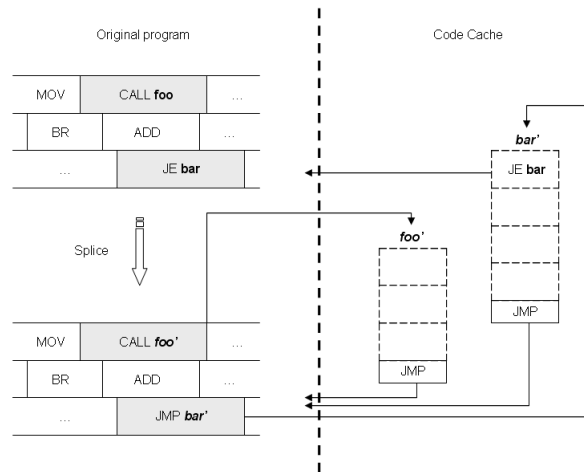 Original program
Code Cache
MOV CALL foo ...
BR ADD ...
... JE bar
Splice
MOV CALL foo' ...
BR ADD ...
... JMP bar'
foo'
JMP
bar'
JE bar
JMP